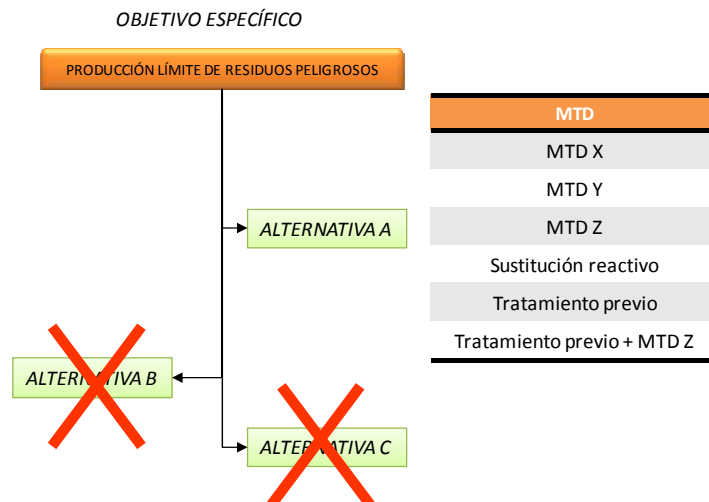 OBJETIVO ESPECÍFICO
PRODUCCIÓN LÍMITE DE RESIDUOS PELIGROSOS
MTD
MTD X
MTD Y
MTD Z
Sustitución reactivo
Tratamiento previo
Tratamiento previo + MTD Z
ALTERNATIVA A
ALTERNATIVA B
ALTERNATIVA C